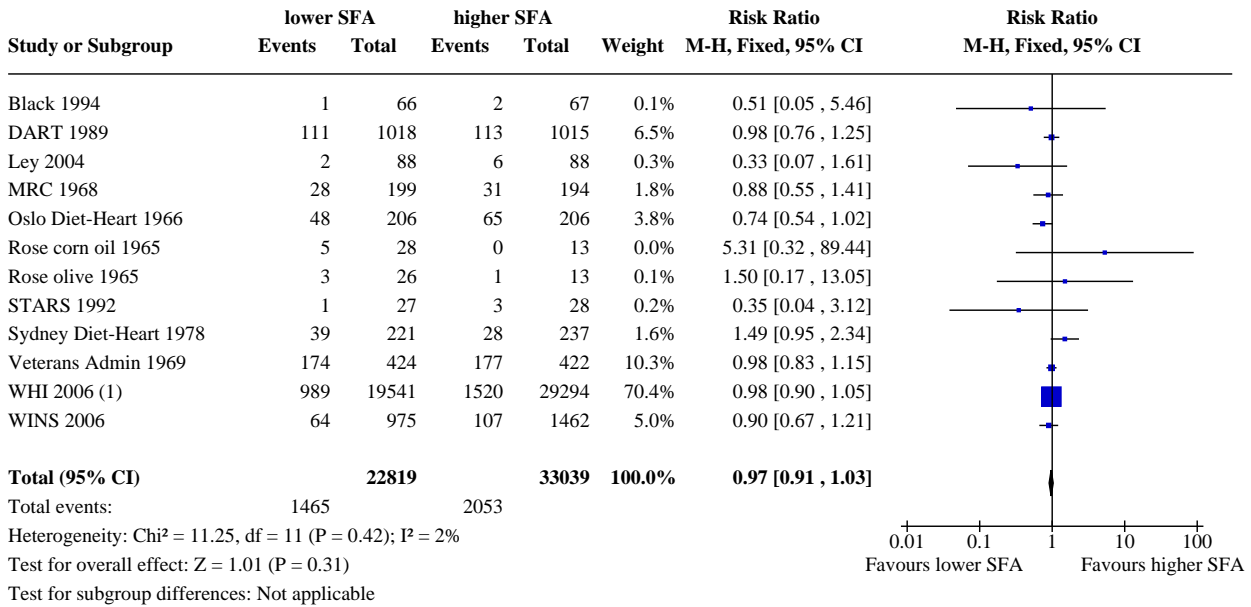 lower SFA higher SFA Risk Ratio Risk Ratio
Study or Subgroup Events Total Events Total Weight M-H, Fixed, 95% CI M-H, Fixed, 95% CI
Black 1994 1 66 2 67 0.1% 0.51 [0.05 , 5.46]
DART 1989 111 1018 113 1015 6.5% 0.98 [0.76 , 1.25]
Ley 2004 2 88 6 88 0.3% 0.33 [0.07 , 1.61]
MRC 1968 28 199 31 194 1.8% 0.88 [0.55 , 1.41]
Oslo Diet-Heart 1966 48 206 65 206 3.8% 0.74 [0.54 , 1.02]
Rose corn oil 1965 5 28 0 13 0.0% 5.31 [0.32 , 89.44]
Rose olive 1965 3 26 1 13 0.1% 1.50 [0.17 , 13.05]
STARS 1992 1 27 3 28 0.2% 0.35 [0.04 , 3.12]
Sydney Diet-Heart 1978 39 221 28 237 1.6% 1.49 [0.95 , 2.34]
Veterans Admin 1969 174 424 177 422 10.3% 0.98 [0.83 , 1.15]
WHI 2006 (1) 989 19541 1520 29294 70.4% 0.98 [0.90 , 1.05]
WINS 2006 64 975 107 1462 5.0% 0.90 [0.67 , 1.21]
Total (95% CI) 22819 33039 100.0% 0.97 [0.91 , 1.03]
Total events: 1465 2053
Heterogeneity: Chi² = 11.25, df = 11 (P = 0.42); I² = 2%
0.01 0.1 1 10 100
Test for overall effect: Z = 1.01 (P = 0.31)
Favours lower SFA Favours higher SFA
Test for subgroup differences: Not applicable